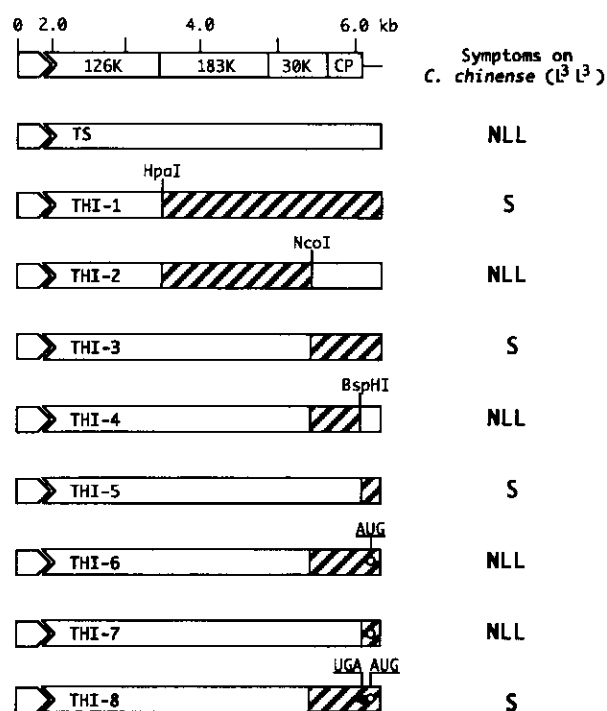 0 2.0 4.0 6.0 kb
126K 183K 30K CP
Symptoms on
C. chinense (L³ L³)
TS NLL
HpaI
THI-1 S
NcoI
THI-2 NLL
THI-3 S
BspHI
THI-4 NLL
THI-5 S
AUG
THI-6 NLL
THI-7 NLL
UGA AUG
THI-8 S